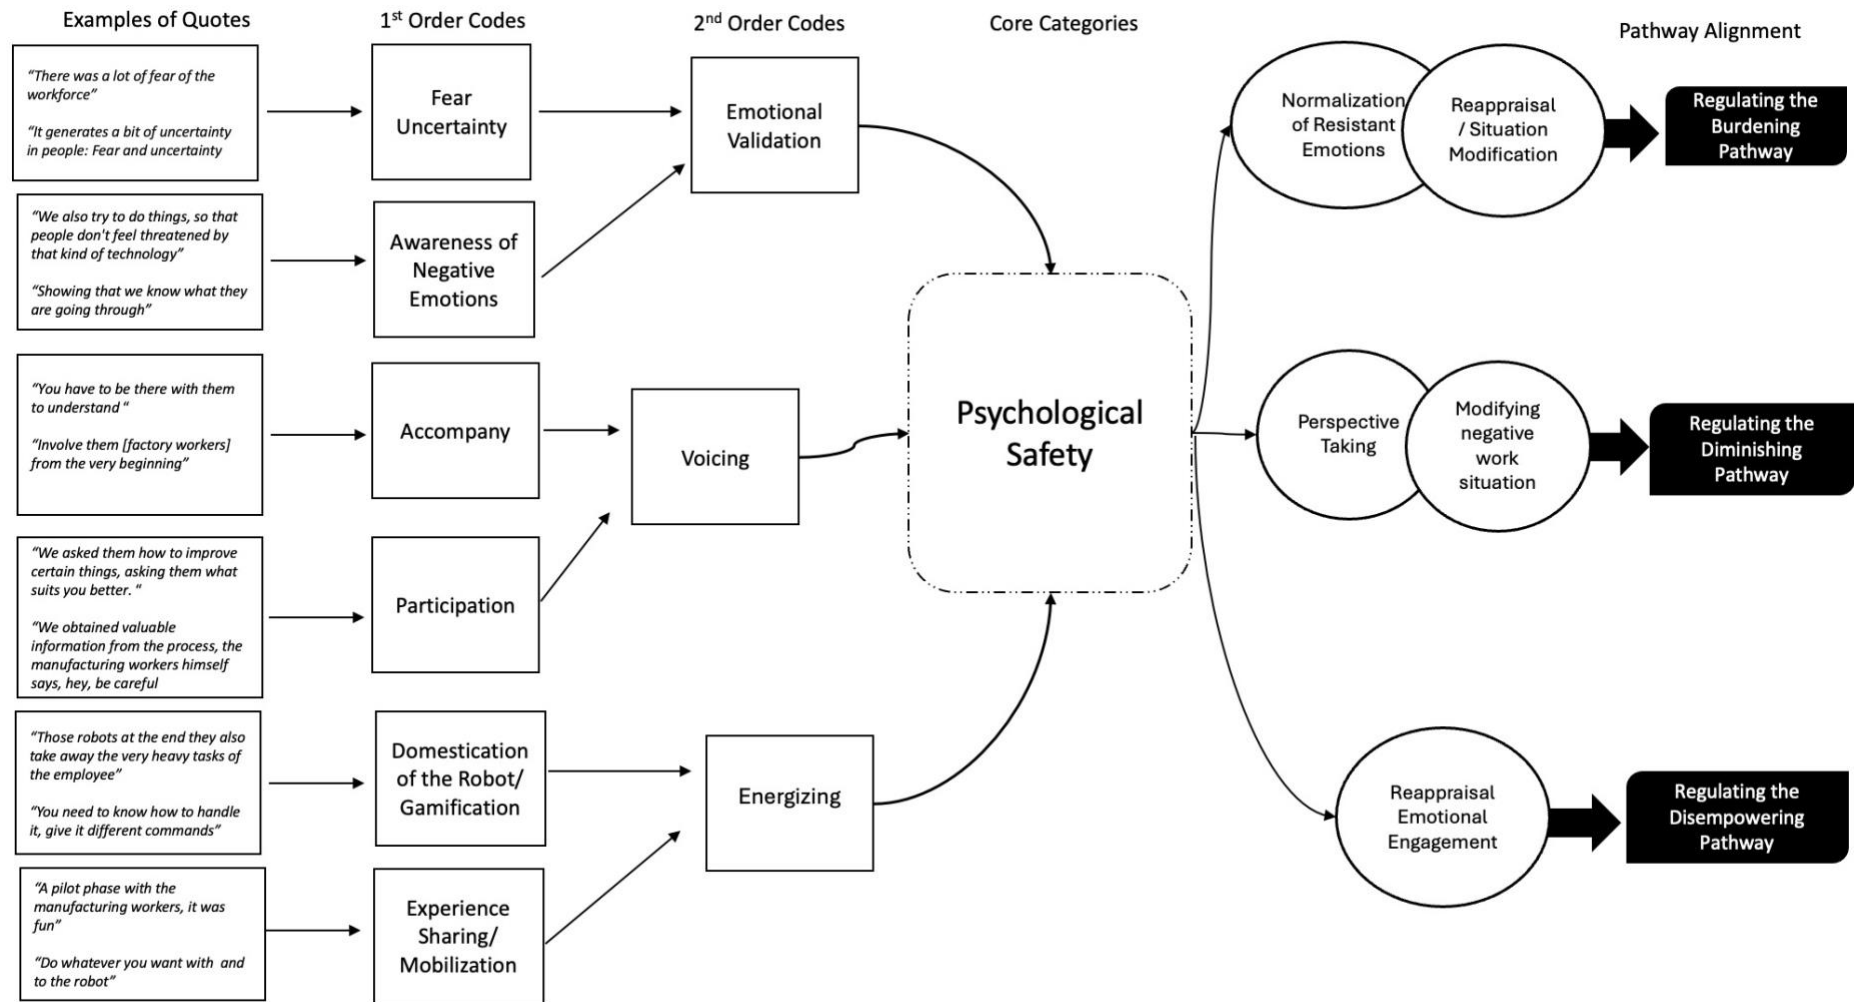 Examples of Quotes
1st Order Codes
2nd Order Codes
Core Categories
Pathway Alignment
“There was a lot of fear of the
workforce”
“It generates a bit of uncertainty
in people: Fear and uncertainty
“We also try to do things, so that
people don't feel threatened by
that kind of technology”
“Showing that we know what they
are going through”
“You have to be there with them
to understand “
“Involve them [factory workers]
from the very beginning”
“We asked them how to improve
certain things, asking them what
suits you better. “
“We obtained valuable
information from the process, the
manufacturing workers himself
says, hey, be careful
“Those robots at the end they also
take away the very heavy tasks of
the employee”
“You need to know how to handle
it, give it different commands”
“A pilot phase with the
manufacturing workers, it was
fun”
“Do whatever you want with  and
to the robot”
Fear
Uncertainty
Awareness of
Negative
Emotions
Accompany
Participation
Domestication
of the Robot/
Gamification
Experience
Sharing/
Mobilization
Emotional
Validation
Voicing
Energizing
Psychological
Safety
Normalization
of Resistant
Emotions
Reappraisal
/ Situation
Modification
Regulating the
Burdening
Pathway
Perspective
Taking
Modifying
negative
work
situation
Regulating the
Diminishing
Pathway
Reappraisal
Emotional
Engagement
Regulating the
Disempowering
Pathway